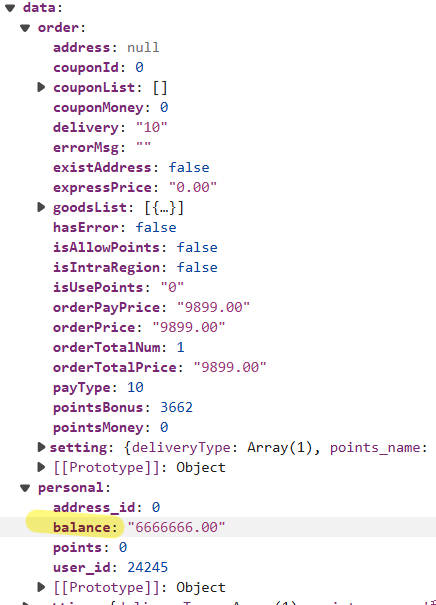 data:
order:
address: null
couponId: 0
couponList: []
couponMoney: 0
delivery: "10"
errorMsg: ""
existAddress: false
expressPrice: "0.00"
goodsList: [{…}]
hasError: false
isAllowPoints: false
isIntraRegion: false
isUsePoints: "0"
orderPayPrice: "9899.00"
orderPrice: "9899.00"
orderTotalNum: 1
orderTotalPrice: "9899.00"
payType: 10
pointsBonus: 3662
pointsMoney: 0
setting: {deliveryType: Array(1), points_name:
[[Prototype]]: Object
personal:
address_id: 0
balance: "6666666.00"
points: 0
user_id: 24245
[[Prototype]]: Object